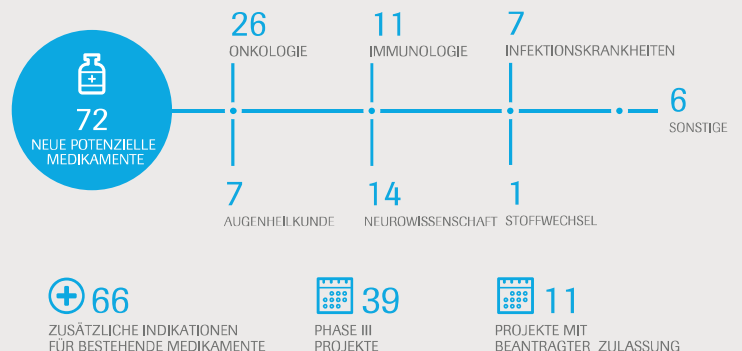 72
NEUE POTENZIELLE
MEDIKAMENTE
26
ONKOLOGIE
11
IMMUNOLOGIE
7
INFEKTIONSKRANKHEITEN
6
SONSTIGE
7
AUGENHEILKUNDE
14
NEUROWISSENSCHAFT
1
STOFFWECHSEL
66
ZUSÄTZLICHE INDIKATIONEN
FÜR BESTEHENDE MEDIKAMENTE
39
PHASE III
PROJEKTE
11
PROJEKTE MIT
BEANTRAGTER ZULASSUNG